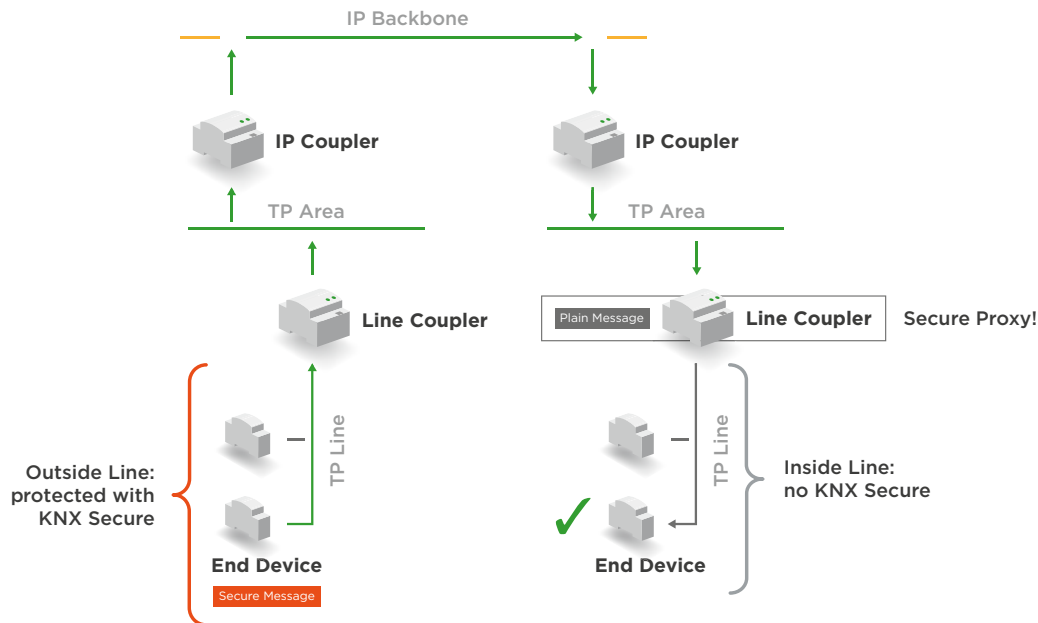 IP Backbone
IP Coupler
IP Coupler
TP Area
TP Area
Line Coupler
Plain Message
Line Coupler
Secure Proxy!
TP Line
TP Line
Outside Line:
protected with
KNX Secure
Inside Line:
no KNX Secure
End Device
End Device
Secure Message